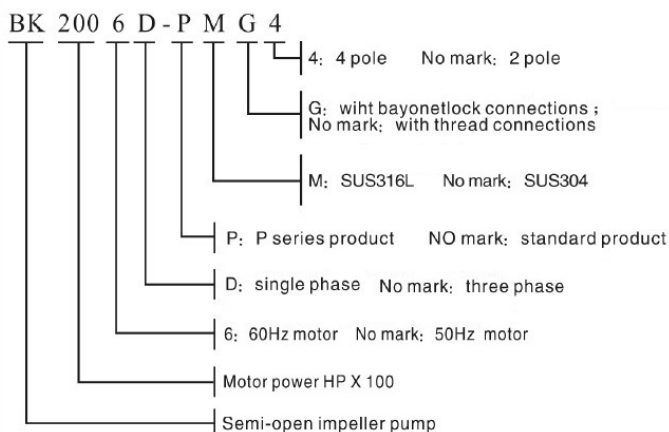 BK 200 6 D - P M G 4
4: 4 pole No mark: 2 pole
G: wiht bayonetlock connections ;
No mark: with thread connections
M: SUS316L No mark: SUS304
P: P series product NO mark: standard product
D: single phase No mark: three phase
6: 60Hz motor No mark: 50Hz motor
Motor power HP X 100
Semi-open impeller pump